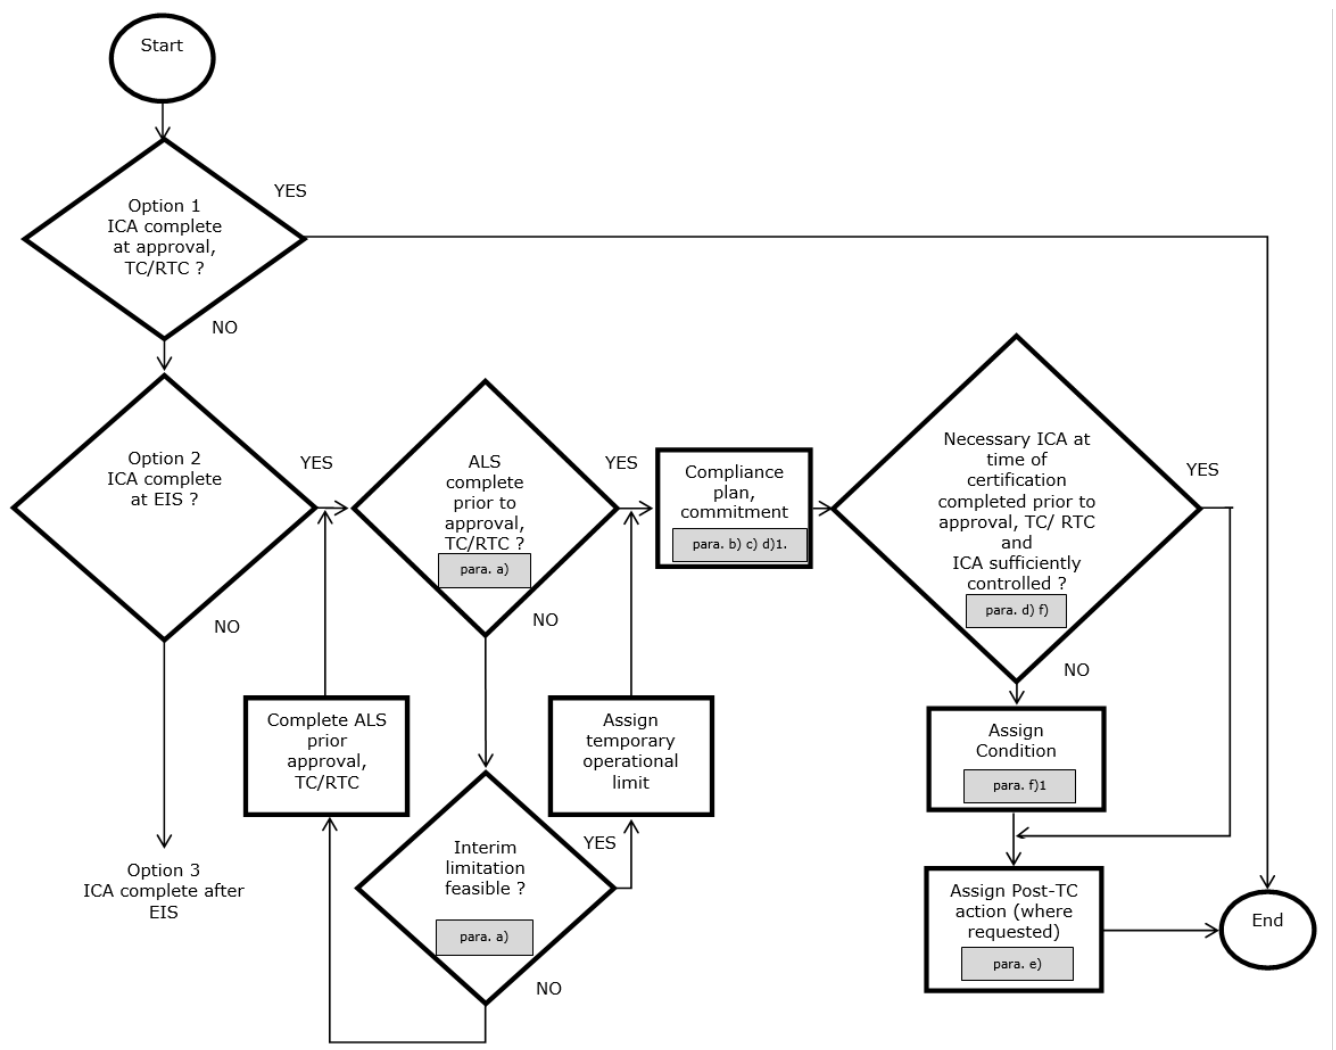 Start
YES
Option 1
ICA complete
at approval,
TC/RTC ?
NO
Option 2
ICA complete
at EIS ?
YES
NO
ALS
complete
prior to
approval,
TC/RTC ?
para. a)
YES
NO
Compliance
plan,
commitment
para. b) c) d)1.
Necessary ICA at
time of
certification
completed prior to
approval, TC/ RTC
and
ICA sufficiently
controlled ?
para. d) f)
YES
NO
Complete ALS
prior
approval,
TC/RTC
Assign
temporary
operational
limit
Assign
Condition
para. f)1
Interim
limitation
feasible ?
para. a)
YES
NO
Option 3
ICA complete after
EIS
Assign Post-TC
action (where
requested)
para. e)
End